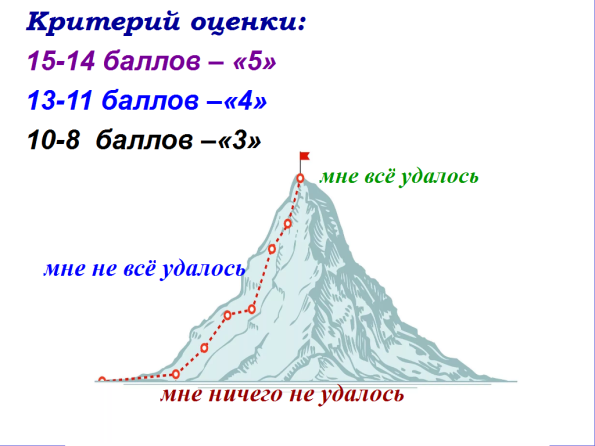 Критерий оценки:
15-14 баллов – «5»
13-11 баллов –«4»
10-8 баллов –«3»
мне всё удалось
мне не всё удалось
мне ничего не удалось